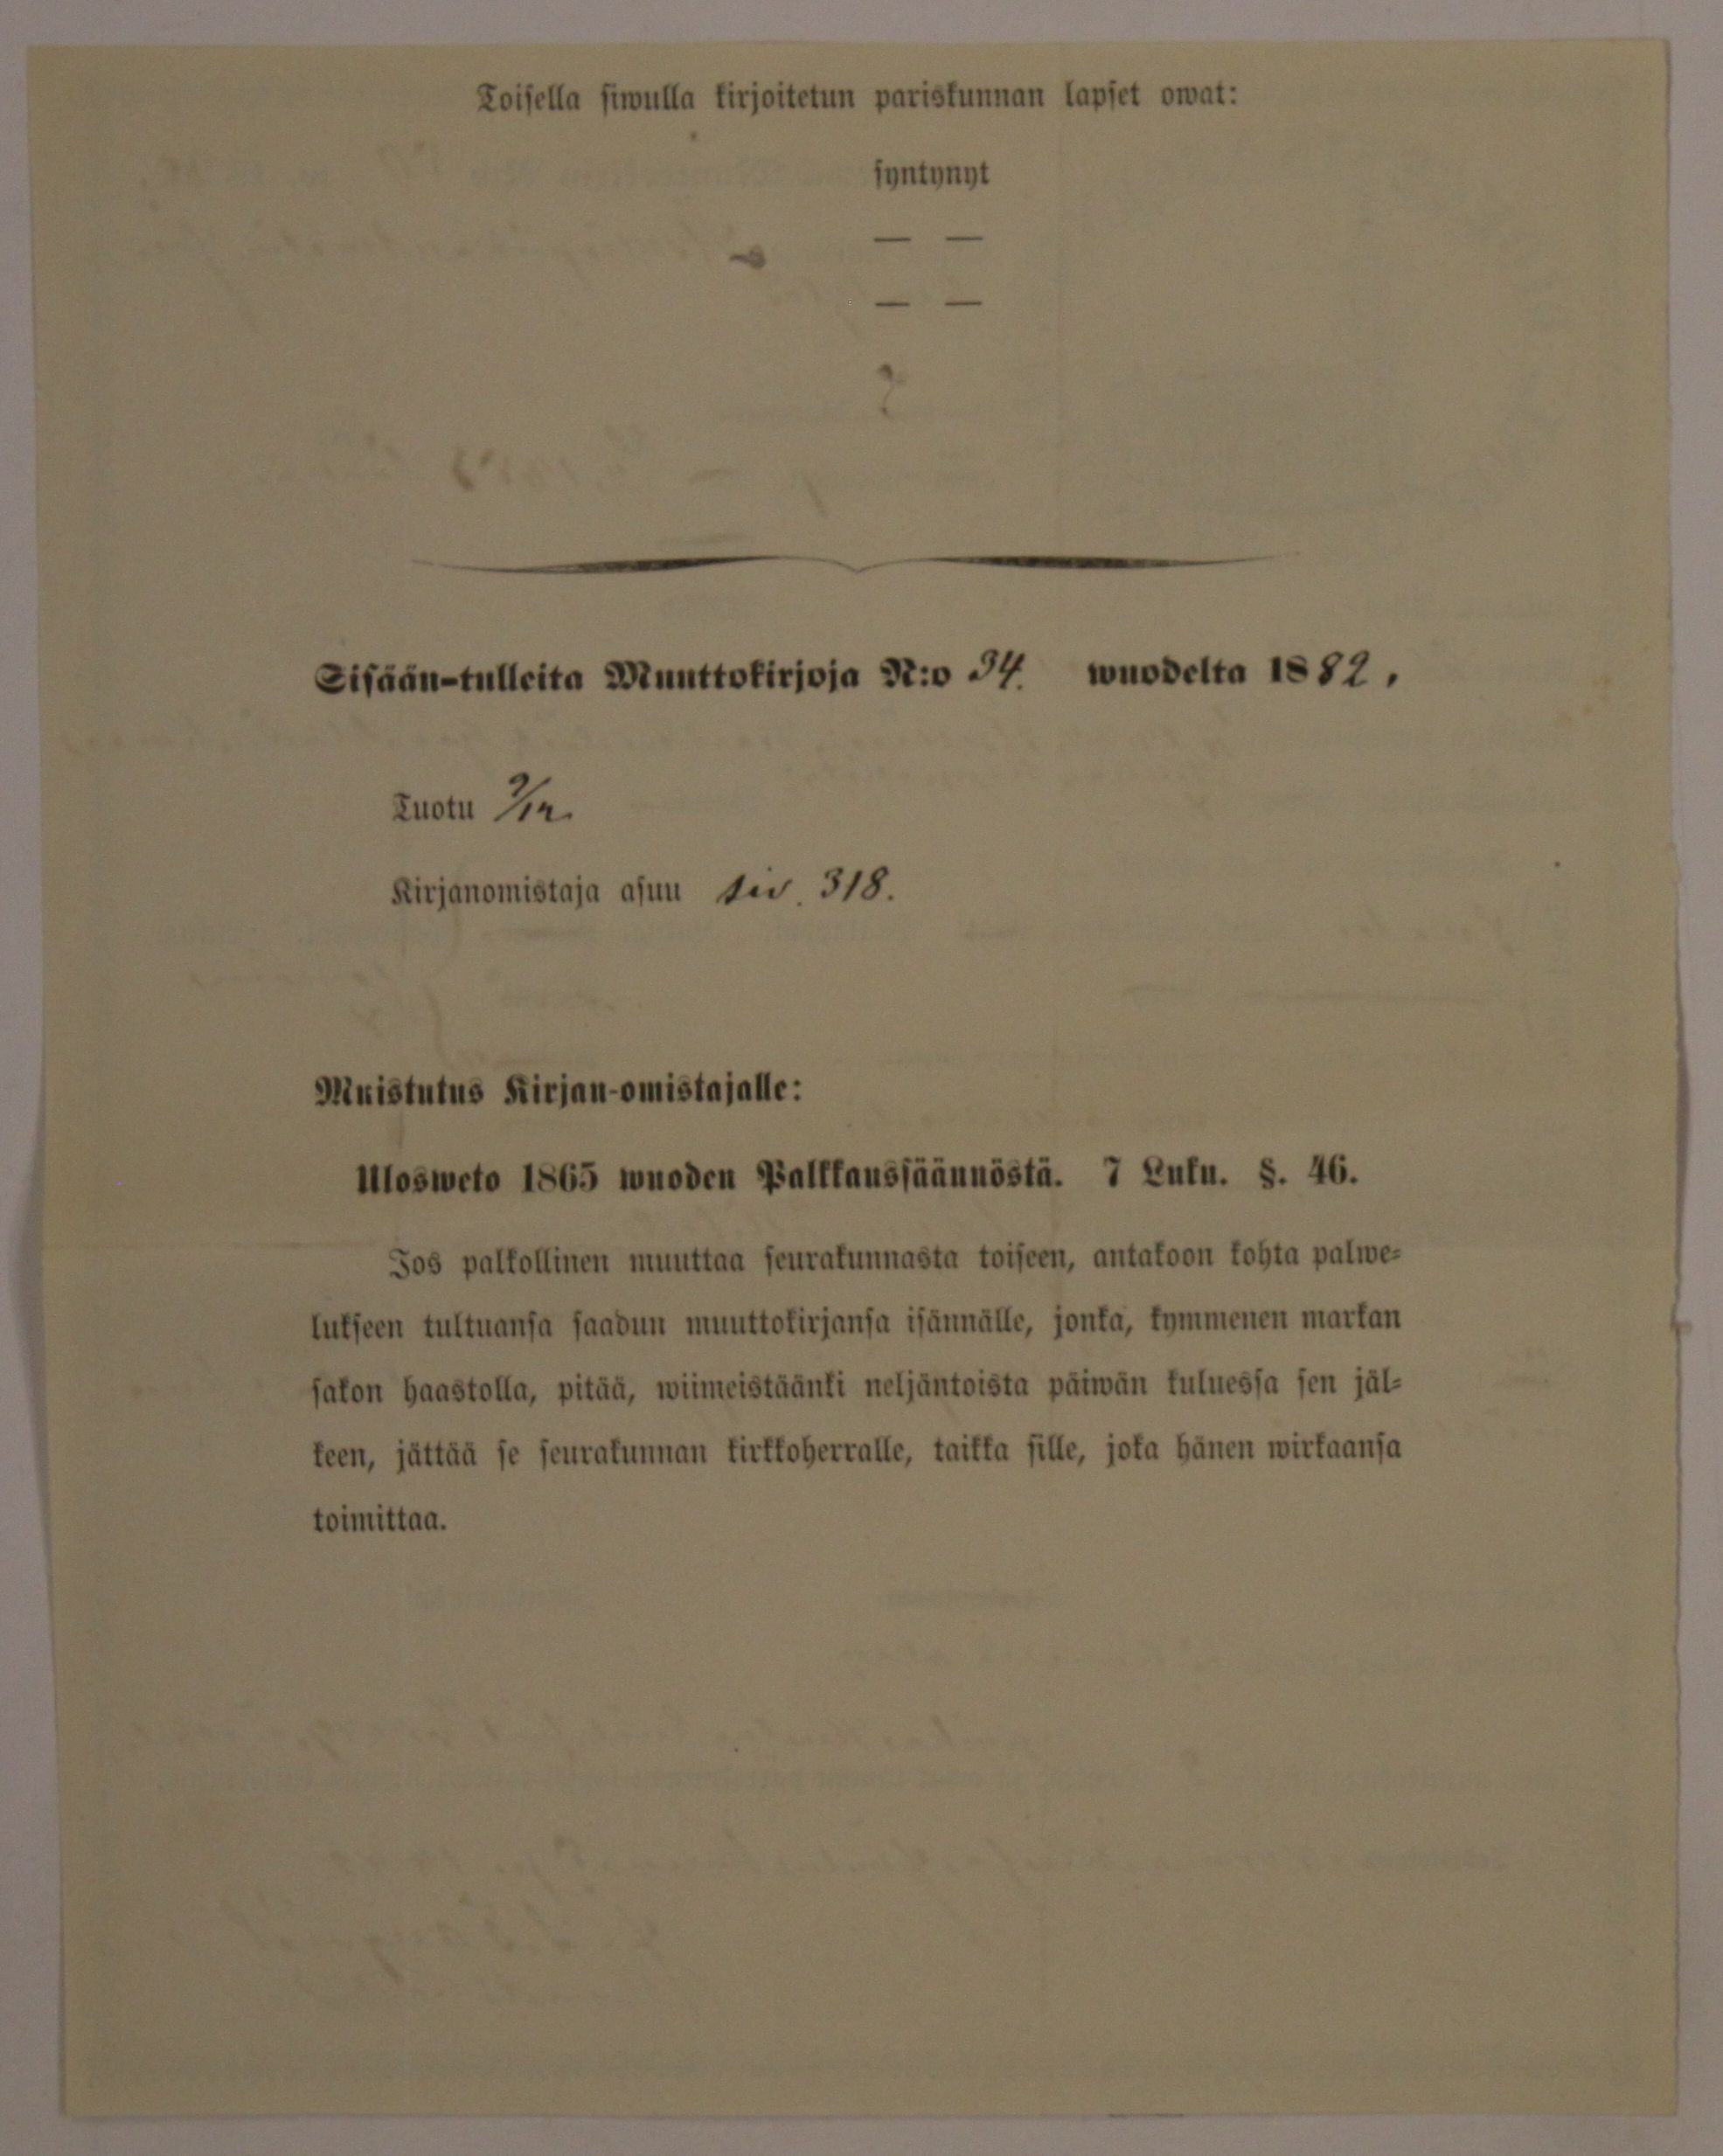 Toisella siwulla kirjoitetun pariskunnan lapset owat:
syntynyt
— —
— —
Sisään-tulleita Muuttokirjoja N:o 34. wuodelta 1882.
Tuotu 9/12.
Kirjanomistaja asuu siv. 318.
Muistutus Kirjan-omistajalle:
Ulosweto 1865 wuoden Palkkaussäännöstä. 7 Luku. §. 46.
Jos palkollinen muuttaa seurakunnasta toiseen, antakoon kohta palwe-
lukseen tultuansa saadun muuttokirjansa isännälle, jonka, kymmenen markan
sakon haastolla, pitää, wiimeistäänki neljäntoista päiwän kuluessa sen jäl-
keen, jättää se seurakunnan kirkkoherralle, taikka sille, joka hänen wirkaansa
toimittaa.